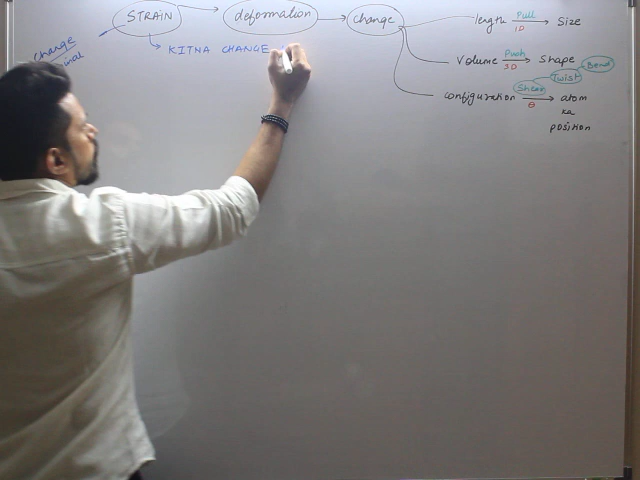 STRAIN → deformation → change
length Pull → 1D Size
Volume Push → 3D Shape
Shear Twist Bend
configuration → θ atom
ka
position
change
→ KITNA CHANGE